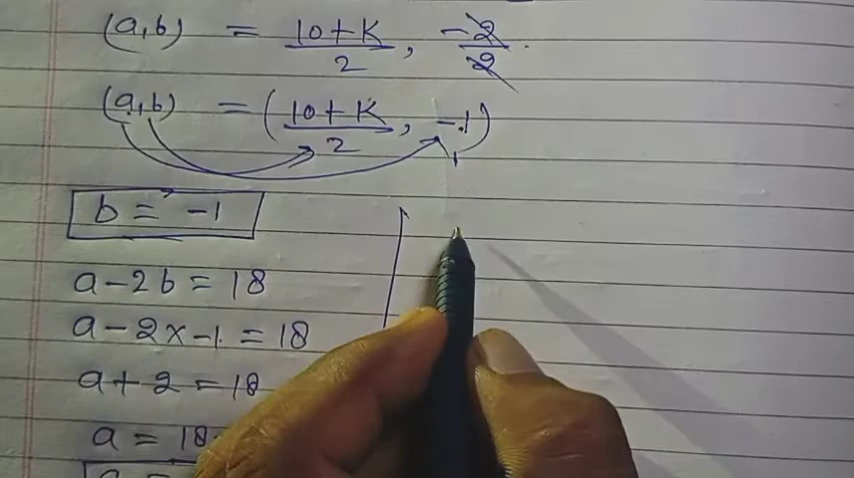 (a,b) = 10+K/2, -2/2.
(a,b) = (10+K/2, -1)
b = -1
a-2b = 18
a-2x-1 = 18
a+2 = 18
a = 18